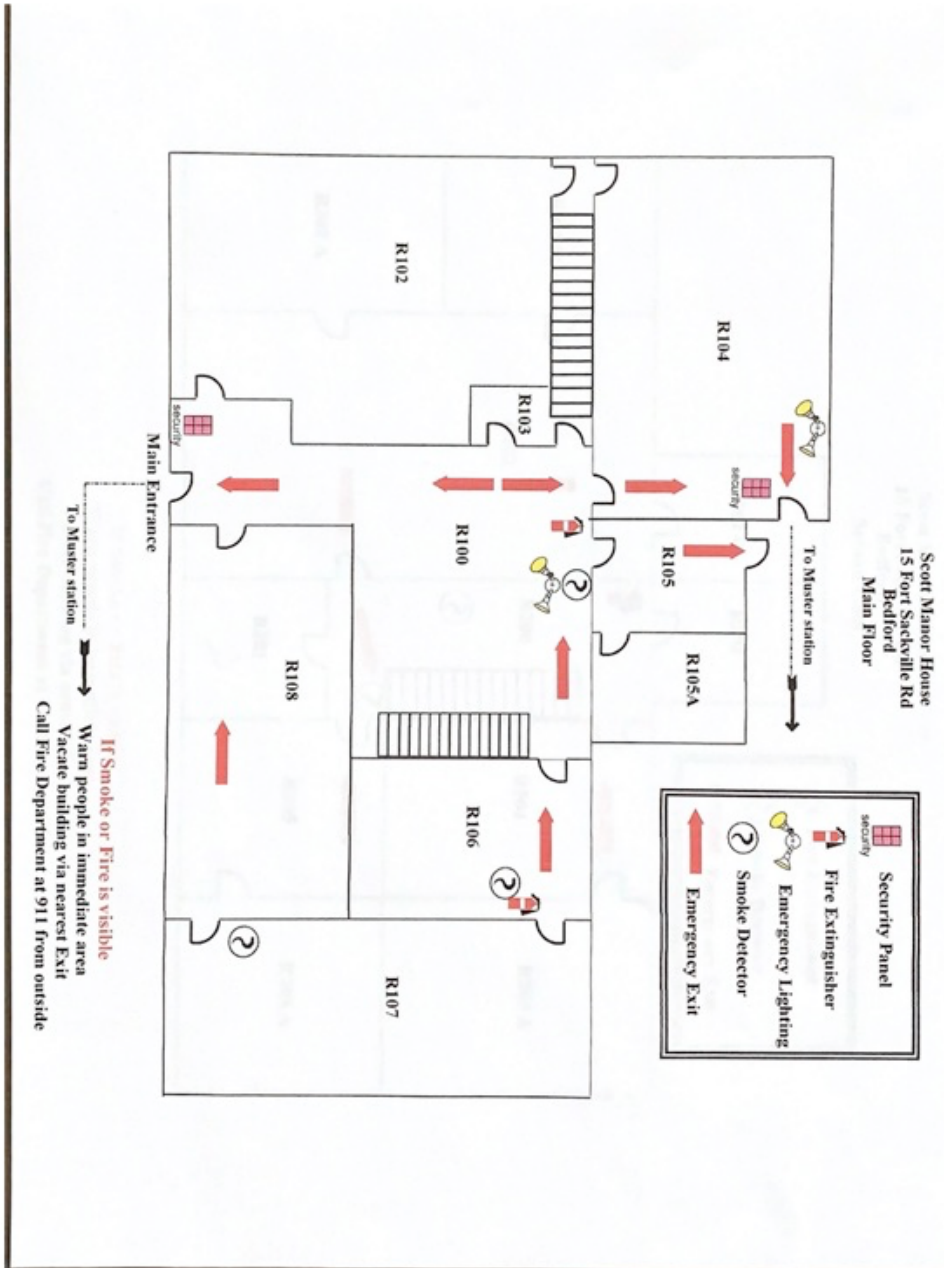 Scott Manor House
15 Fort Sackville Rd
Bedford
Main Floor
Security Panel
security
Fire Extinguisher
Emergency Lighting
Smoke Detector
Emergency Exit
To Muster station
R104
security
R105
R105A
R102
R103
R100
R106
R107
R108
security
Main Entrance
To Muster station
If Smoke or Fire is visible
Warn people in immediate area
Vacate building via nearest Exit
Call Fire Department at 911 from outside